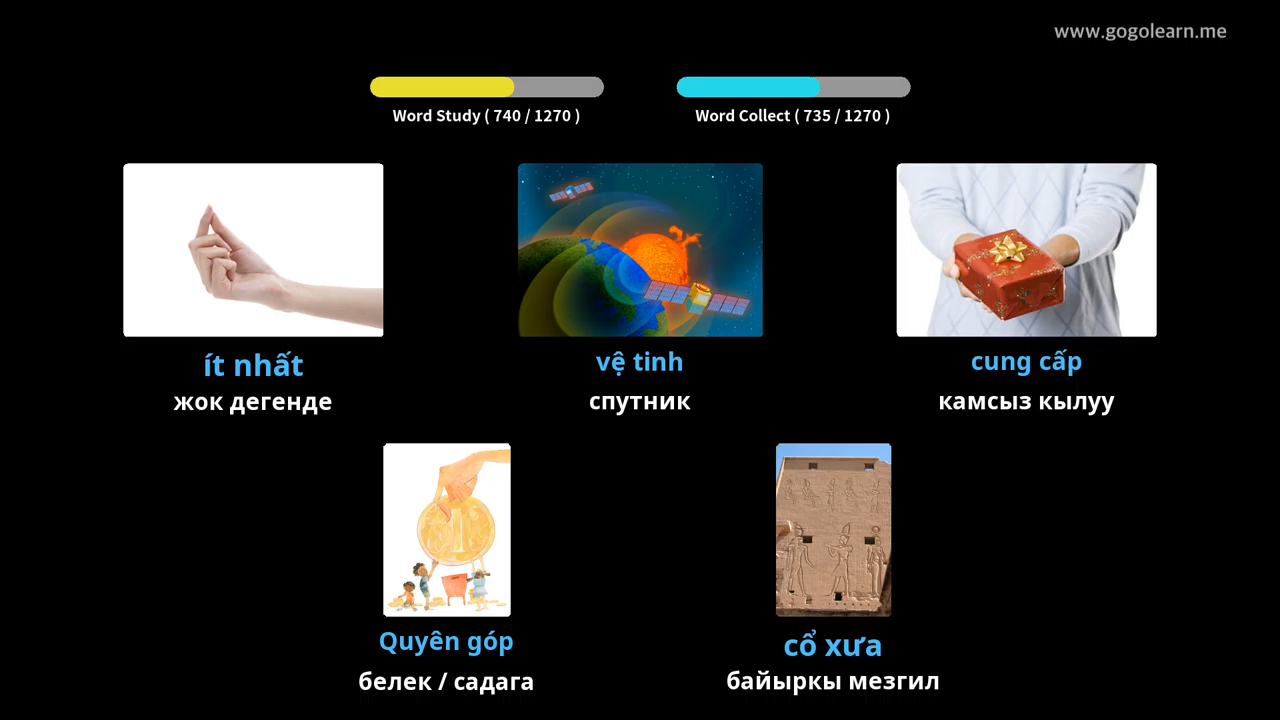 www.gogolearn.me
Word Study ( 740 / 1270 )
Word Collect ( 735 / 1270 )
ít nhất
жок дегенде
vệ tinh
спутник
cung cấp
камсыз кылуу
Quyên góp
белек / садага
cổ xưa
байыркы мезгил